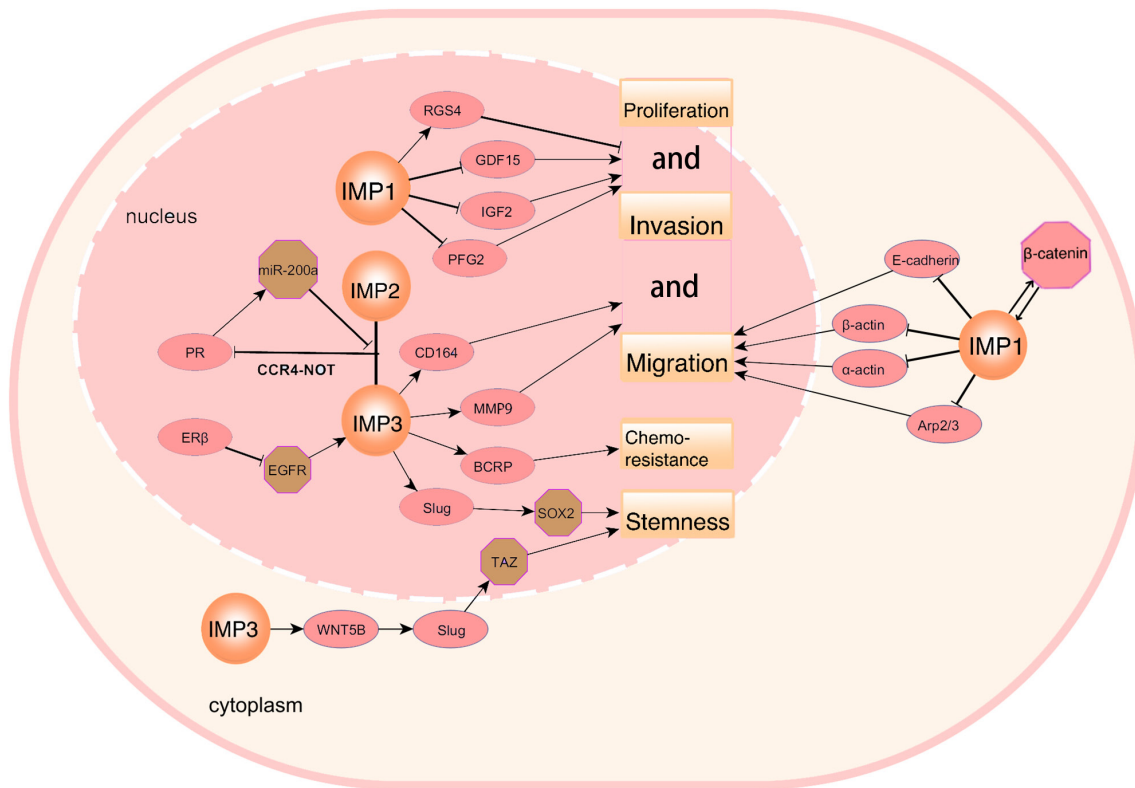 Proliferation
RGS4
and
GDF15
IMP1
IGF2
nucleus
Invasion
PFG2
E-cadherin
β-catenin
miR-200a
IMP2
and
β-actin
IMP1
PR
CD164
CCR4-NOT
Migration
α-actin
MMP9
IMP3
Arp2/3
ERβ
Chemo-
resistance
EGFR
BCRP
Slug
SOX2
Stemness
TAZ
IMP3
WNT5B
Slug
cytoplasm